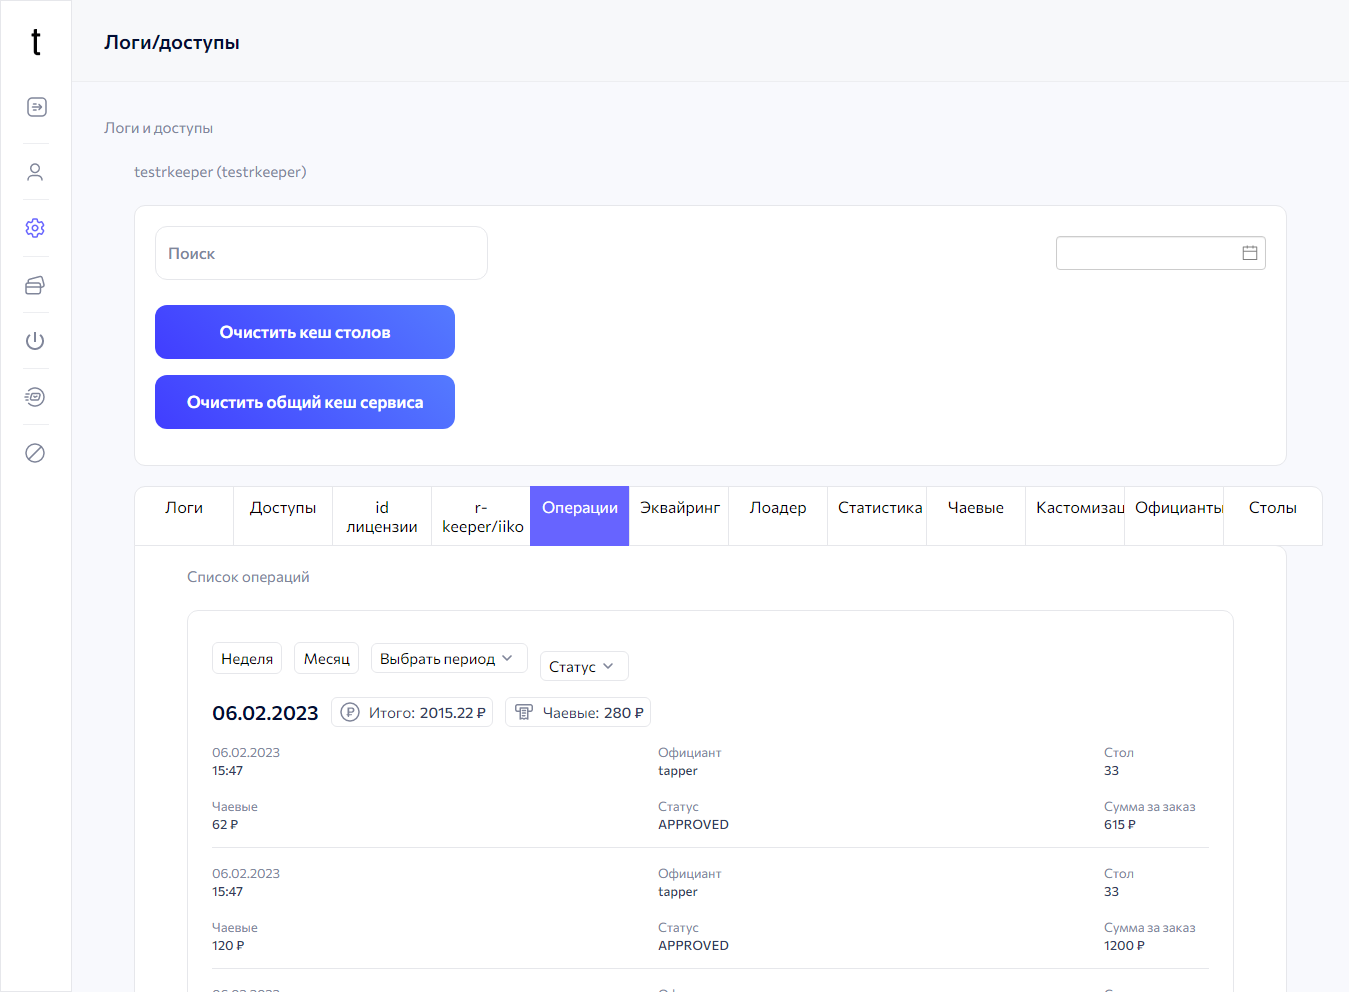 t
Логи/доступы
Логи и доступы
testrkeeper (testrkeeper)
Поиск
Очистить кеш столов
Очистить общий кеш сервиса
Логи
Доступы
id
лицензии
r-
keeper/iiko
Операции
Эквайринг
Лоадер
Статистика
Чаевые
Кастомизац
Официанты
Столы
Список операций
Неделя
Месяц
Выбрать период
Статус
06.02.2023
Итого: 2015.22 ₽
Чаевые: 280 ₽
06.02.2023
15:47
Официант
tapper
Стол
33
Чаевые
62 ₽
Статус
APPROVED
Сумма за заказ
615 ₽
06.02.2023
15:47
Официант
tapper
Стол
33
Чаевые
120 ₽
Статус
APPROVED
Сумма за заказ
1200 ₽